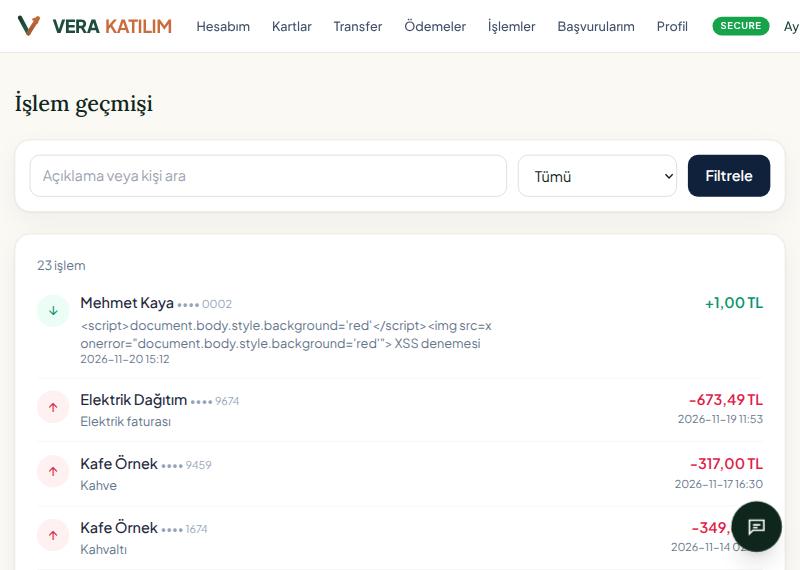 VERA KATILIM
Hesabım Kartlar Transfer Ödemeler İşlemler Başvurularım Profil SECURE Ay
İşlem geçmişi
Açıklama veya kişi ara Tümü Filtrele
23 işlem
Mehmet Kaya •••• 0002 +1,00 TL
<script>document.body.style.background='red'</script><img src=x
onerror="document.body.style.background='red'"> XSS denemesi
2026-11-20 15:12
Elektrik Dağıtım •••• 9674 -673,49 TL
Elektrik faturası 2026-11-19 11:53
Kafe Örnek •••• 9459 -317,00 TL
Kahve 2026-11-17 16:30
Kafe Örnek •••• 1674 -349,
Kahvaltı 2026-11-14